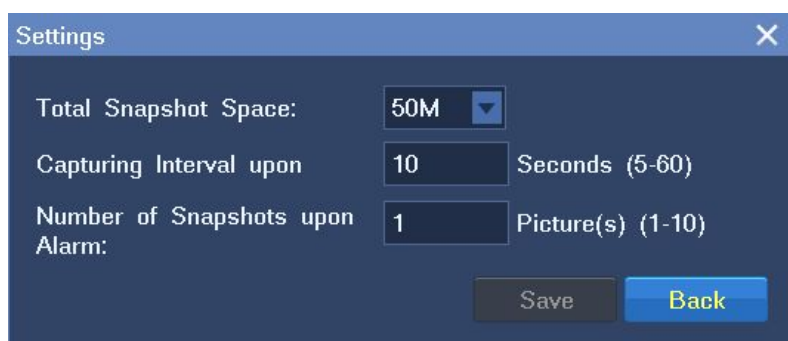 Settings
Total Snapshot Space: 50M
Capturing Interval upon 10 Seconds (5-60)
Number of Snapshots upon
Alarm: 1 Picture(s) (1-10)
Save Back